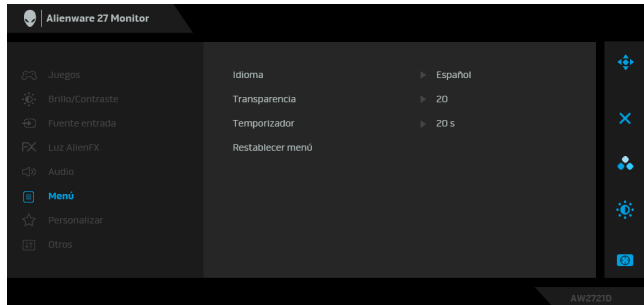 Alienware 27 Monitor
Juegos
Brillo/Contraste
Fuente entrada
FX Luz AlienFX
Audio
Menú
Personalizar
Otros
Idioma Español
Transparencia 20
Temporizador 20 s
Restablecer menú
AW2721D